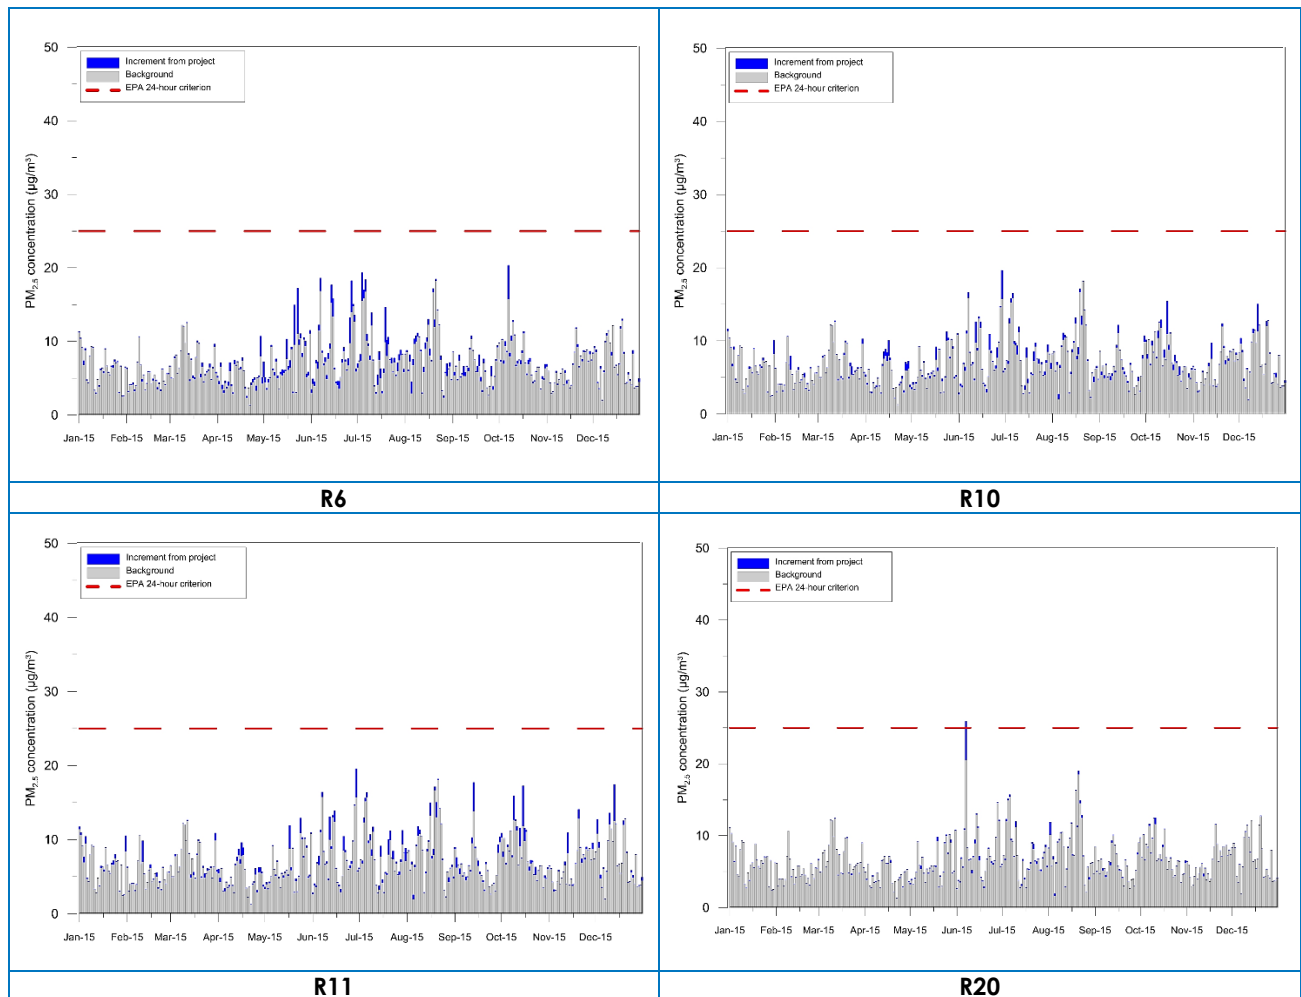 50
40
30
20
10
0
PM2.5 concentration (µg/m³)
Increment from project
Background
EPA 24-hour criterion
Jan-15 Feb-15 Mar-15 Apr-15 May-15 Jun-15 Jul-15 Aug-15 Sep-15 Oct-15 Nov-15 Dec-15
R6
50
40
30
20
10
0
PM2.5 concentration (µg/m³)
Increment from project
Background
EPA 24-hour criterion
Jan-15 Feb-15 Mar-15 Apr-15 May-15 Jun-15 Jul-15 Aug-15 Sep-15 Oct-15 Nov-15 Dec-15
R10
50
40
30
20
10
0
PM2.5 concentration (µg/m³)
Increment from project
Background
EPA 24-hour criterion
Jan-15 Feb-15 Mar-15 Apr-15 May-15 Jun-15 Jul-15 Aug-15 Sep-15 Oct-15 Nov-15 Dec-15
R11
50
40
30
20
10
0
PM2.5 concentration (µg/m³)
Increment from project
Background
EPA 24-hour criterion
Jan-15 Feb-15 Mar-15 Apr-15 May-15 Jun-15 Jul-15 Aug-15 Sep-15 Oct-15 Nov-15 Dec-15
R20